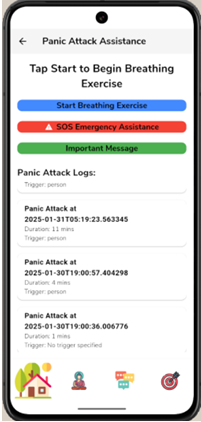 ← Panic Attack Assistance
Tap Start to Begin Breathing
Exercise
Start Breathing Exercise
⚠ SOS Emergency Assistance
Important Message
Panic Attack Logs:
Trigger: person
Panic Attack at
2025-01-31T05:19:23.563345
Duration: 11 mins
Trigger: person
Panic Attack at
2025-01-30T19:00:57.404298
Duration: 4 mins
Trigger: person
Panic Attack at
2025-01-30T19:00:36.006776
Duration: 1 mins
Trigger: No trigger specified